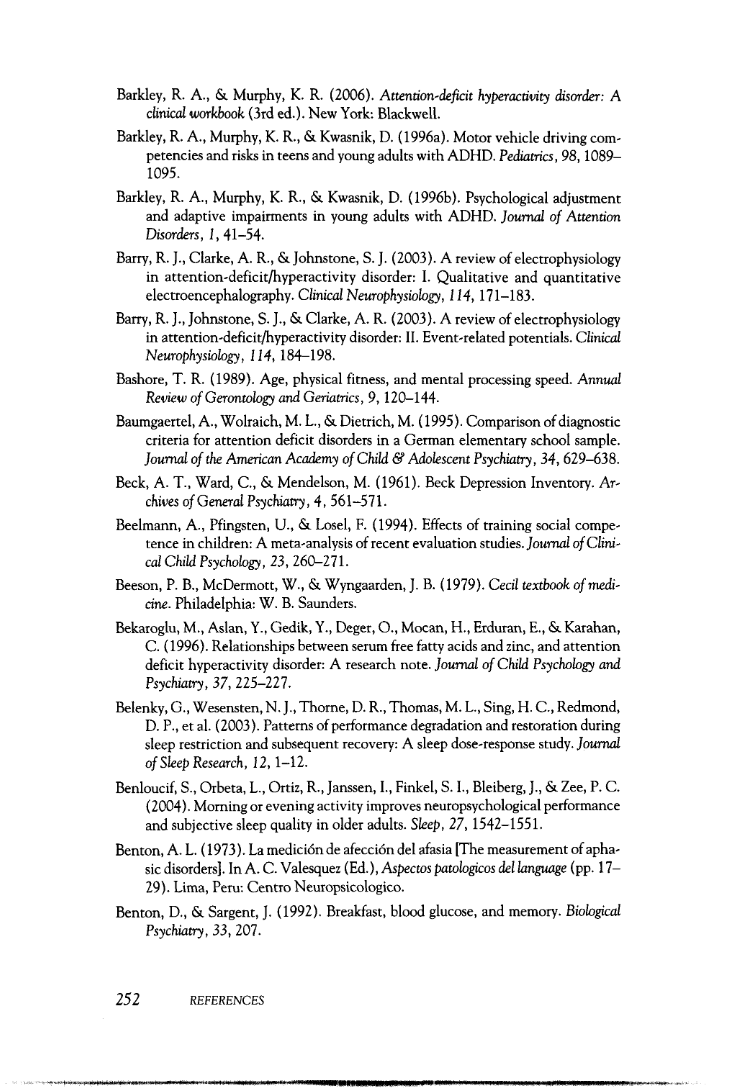 Barkley, R. A., & Murphy, K. R. (2006). Attention-deficit hyperactivity disorder: A
clinical workbook (3rd ed.). New York: Blackwell.
Barkley, R. A., Murphy, K. R., & Kwasnik, D. (1996a). Motor vehicle driving com-
petencies and risks in teens and young adults with ADHD. Pediatrics, 98, 1089–
1095.
Barkley, R. A., Murphy, K. R., & Kwasnik, D. (1996b). Psychological adjustment
and adaptive impairments in young adults with ADHD. Journal of Attention
Disorders, 1, 41–54.
Barry, R. J., Clarke, A. R., & Johnstone, S. J. (2003). A review of electrophysiology
in attention-deficit/hyperactivity disorder: I. Qualitative and quantitative
electroencephalography. Clinical Neurophysiology, 114, 171–183.
Barry, R. J., Johnstone, S. J., & Clarke, A. R. (2003). A review of electrophysiology
in attention-deficit/hyperactivity disorder: II. Event-related potentials. Clinical
Neurophysiology, 114, 184–198.
Bashore, T. R. (1989). Age, physical fitness, and mental processing speed. Annual
Review of Gerontology and Geriatrics, 9, 120–144.
Baumgaertel, A., Wolraich, M. L., & Dietrich, M. (1995). Comparison of diagnostic
criteria for attention deficit disorders in a German elementary school sample.
Journal of the American Academy of Child & Adolescent Psychiatry, 34, 629–638.
Beck, A. T., Ward, C., & Mendelson, M. (1961). Beck Depression Inventory. Ar-
chives of General Psychiatry, 4, 561–571.
Beelmann, A., Pfingsten, U., & Losel, F. (1994). Effects of training social compe-
tence in children: A meta-analysis of recent evaluation studies. Journal of Clini-
cal Child Psychology, 23, 260–271.
Beeson, P. B., McDermott, W., & Wyngaarden, J. B. (1979). Cecil textbook of medi-
cine. Philadelphia: W. B. Saunders.
Bekaroglu, M., Aslan, Y., Gedik, Y., Deger, O., Mocan, H., Erduran, E., & Karahan,
C. (1996). Relationships between serum free fatty acids and zinc, and attention
deficit hyperactivity disorder: A research note. Journal of Child Psychology and
Psychiatry, 37, 225–227.
Belenky, G., Wesensten, N. J., Thorne, D. R., Thomas, M. L., Sing, H. C., Redmond,
D. P., et al. (2003). Patterns of performance degradation and restoration during
sleep restriction and subsequent recovery: A sleep dose-response study. Journal
of Sleep Research, 12, 1–12.
Benloucif, S., Orbeta, L., Ortiz, R., Janssen, I., Finkel, S. I., Bleiberg, J., & Zee, P. C.
(2004). Morning or evening activity improves neuropsychological performance
and subjective sleep quality in older adults. Sleep, 27, 1542–1551.
Benton, A. L. (1973). La medición del afección del afasia [The measurement of apha-
sic disorders]. In A. C. Valesquez (Ed.), Aspectos patologicos del language (pp. 17–
29). Lima, Peru: Centro Neuropsicologico.
Benton, D., & Sargent, J. (1992). Breakfast, blood glucose, and memory. Biological
Psychiatry, 33, 207.
252 REFERENCES